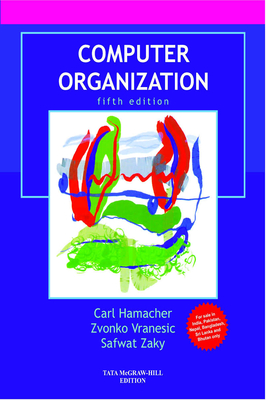 COMPUTER
ORGANIZATION
fifth edition
Carl Hamacher
Zvonko Vranesic
Safwat Zaky
For sale in
India, Pakistan,
Nepal, Bangladesh,
Sri Lanka and
Bhutan only
TATA McGRAW-HILL
EDITION